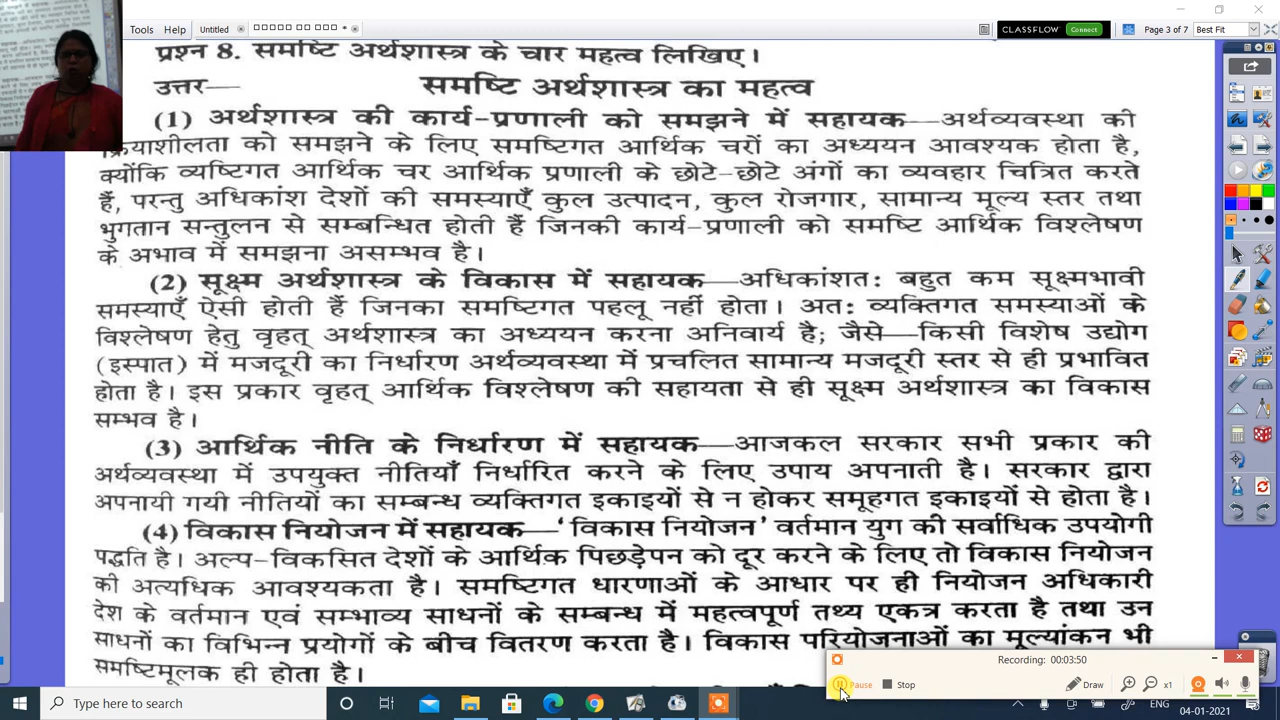 Tools Help Untitled
CLASSFLOW Connect Page 3 of 7 Best Fit
प्रश्न 8. समष्टि अर्थशास्त्र के चार महत्व लिखिए।
उत्तर— समष्टि अर्थशास्त्र का महत्व
(1) अर्थशास्त्र की कार्य-प्रणाली को समझने में सहायक—अर्थव्यवस्था की
क्रियाशीलता को समझने के लिए समष्टिगत आर्थिक चरों का अध्ययन आवश्यक होता है,
क्योंकि व्यष्टिगत आर्थिक चर आर्थिक प्रणाली के छोटे-छोटे अंगों का व्यवहार चित्रित करते
हैं, परन्तु अधिकांश देशों की समस्याएँ कुल उत्पादन, कुल रोजगार, सामान्य मूल्य स्तर तथा
भुगतान सन्तुलन से सम्बन्धित होती हैं जिनकी कार्य-प्रणाली को समष्टि आर्थिक विश्लेषण
के अभाव में समझना असम्भव है।
(2) सूक्ष्म अर्थशास्त्र के विकास में सहायक—अधिकांशत: बहुत कम सूक्ष्मभावी
समस्याएँ ऐसी होती हैं जिनका समष्टिगत पहलू नहीं होता। अत: व्यक्तिगत समस्याओं के
विश्लेषण हेतु वृहत् अर्थशास्त्र का अध्ययन करना अनिवार्य है; जैसे—किसी विशेष उद्योग
(इस्पात) में मजदूरी का निर्धारण अर्थव्यवस्था में प्रचलित सामान्य मजदूरी स्तर से ही प्रभावित
होता है। इस प्रकार वृहत् आर्थिक विश्लेषण की सहायता से ही सूक्ष्म अर्थशास्त्र का विकास
सम्भव है।
(3) आर्थिक नीति के निर्धारण में सहायक—आजकल सरकार सभी प्रकार की
अर्थव्यवस्था में उपयुक्त नीतियाँ निर्धारित करने के लिए उपाय अपनाती है। सरकार द्वारा
अपनायी गयी नीतियों का सम्बन्ध व्यक्तिगत इकाइयों से न होकर समूहगत इकाइयों से होता है।
(4) विकास नियोजन में सहायक—'विकास नियोजन' वर्तमान युग की सर्वाधिक उपयोगी
पद्धति है। अल्प-विकसित देशों के आर्थिक पिछड़ेपन को दूर करने के लिए तो विकास नियोजन
की अत्यधिक आवश्यकता है। समष्टिगत धारणाओं के आधार पर ही नियोजन अधिकारी
देश के वर्तमान एवं सम्भाव्य साधनों के सम्बन्ध में महत्वपूर्ण तथ्य एकत्र करता है तथा उन
साधनों का विभिन्न प्रयोगों के बीच वितरण करता है। विकास परियोजनाओं का मूल्यांकन भी
समष्टिमूलक ही होता है।
Recording: 00:03:50
Pause Stop Draw x1
Type here to search ENG
04-01-2021